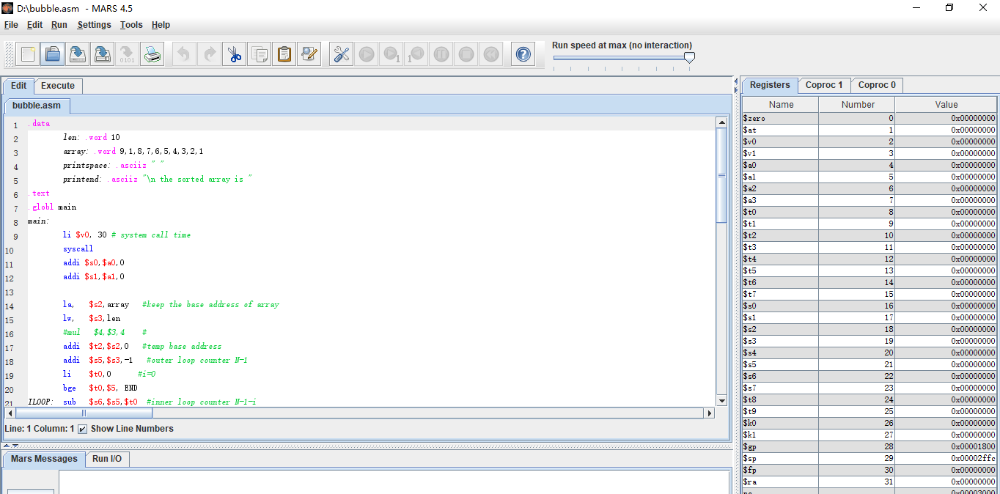 D:\bubble.asm - MARS 4.5
File Edit Run Settings Tools Help
Run speed at max (no interaction)
Edit Execute
bubble.asm
1 .data
2 len: .word 10
3 array: .word 9,1,8,7,6,5,4,3,2,1
4 printspace: .asciiz " "
5 printend: .asciiz "\n the sorted array is "
6 .text
7 .globl main
8 main:
9 li $v0, 30 # system call time
10 syscall
11 addi $s0,$a0,0
12 addi $s1,$a1,0
13
14 la, $s2,array #keep the base address of array
15 lw, $s3,len
16 #mul $4,$3,4 #
17 addi $t2,$s2,0 #temp base address
18 addi $s5,$s3,-1 #outer loop counter N-1
19 li $t0,0 #i=0
20 bge $t0,$5, END
21 ILOOP: sub $s6,$s5,$t0 #inner loop counter N-1-i
Line: 1 Column: 1 Show Line Numbers
Mars Messages Run I/O
Registers Coproc 1 Coproc 0
Name Number Value
$zero 0 0x00000000
$at 1 0x00000000
$v0 2 0x00000000
$v1 3 0x00000000
$a0 4 0x00000000
$a1 5 0x00000000
$a2 6 0x00000000
$a3 7 0x00000000
$t0 8 0x00000000
$t1 9 0x00000000
$t2 10 0x00000000
$t3 11 0x00000000
$t4 12 0x00000000
$t5 13 0x00000000
$t6 14 0x00000000
$t7 15 0x00000000
$s0 16 0x00000000
$s1 17 0x00000000
$s2 18 0x00000000
$s3 19 0x00000000
$s4 20 0x00000000
$s5 21 0x00000000
$s6 22 0x00000000
$s7 23 0x00000000
$t8 24 0x00000000
$t9 25 0x00000000
$k0 26 0x00000000
$k1 27 0x00000000
$gp 28 0x00001800
$sp 29 0x00002ffc
$fp 30 0x00000000
$ra 31 0x00000000
pc 0x00003000